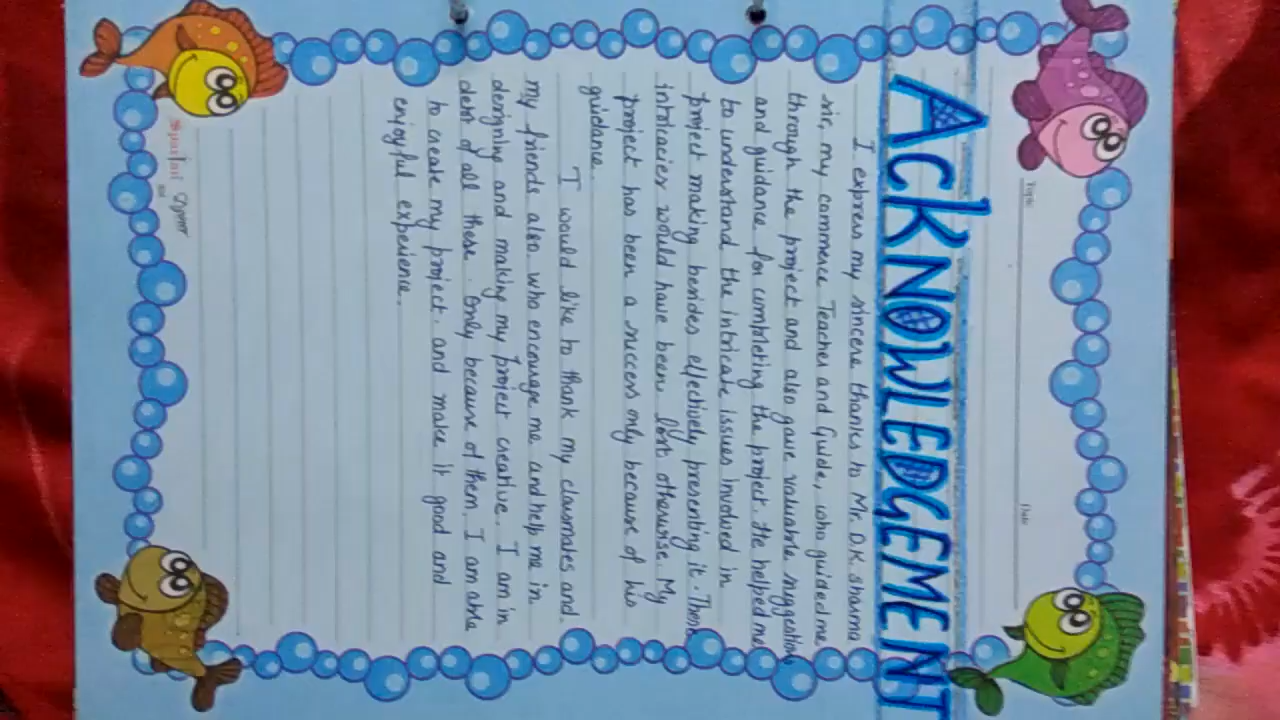 Topic
Date
ACKNOWLEDGEMENT
I express my sincere thanks to Mr. D.K. sharma
sir, my commerce Teacher and Guide, who guided me
through the project and also gave valuable suggestions
and guidance for completing the project. He helped me
to understand the intricate issues involved in
project making besides effectively presenting it. These
intricacies would have been lost otherwise. My
project has been a success only because of his
guidance.
I would like to thank my classmates and
my friends also who encourage me and help me in
designing and making my project creative. I am in
debt of all these. only because of them, I am able
to create my project. and make it good and
enjoyful experience.